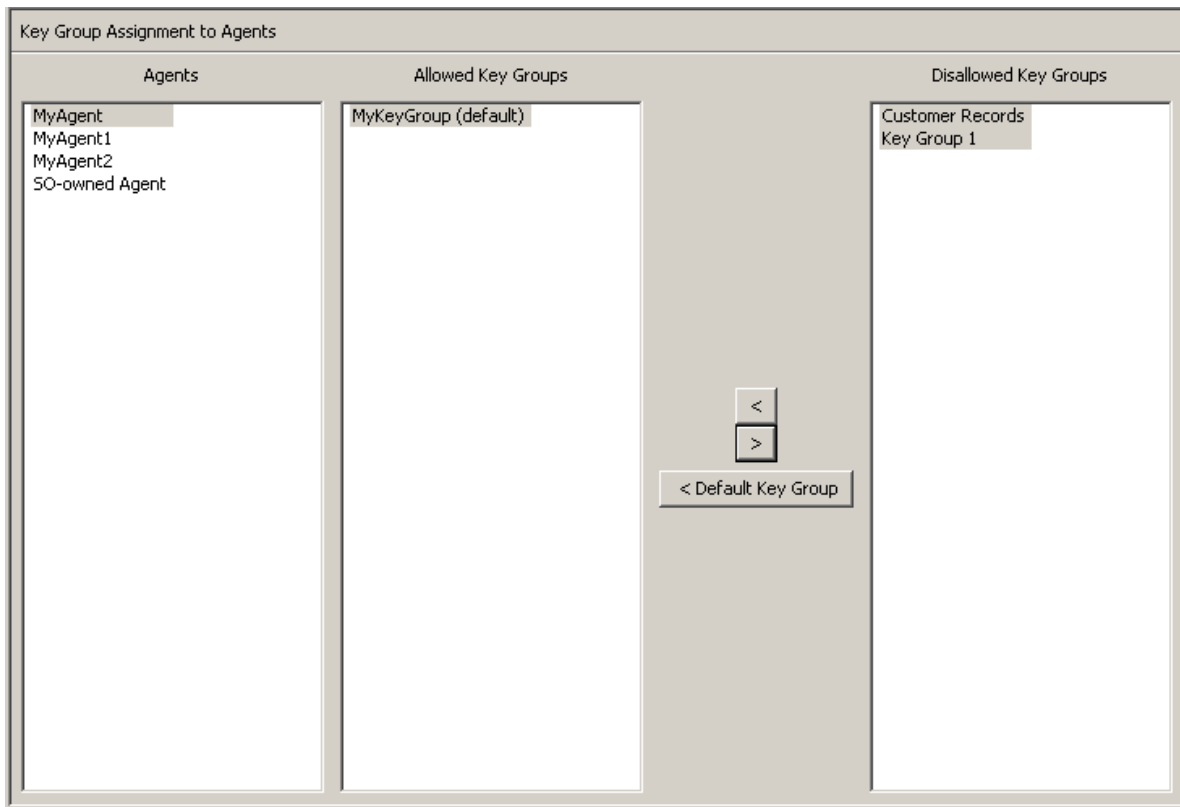 Key Group Assignment to Agents
Agents
Allowed Key Groups
Disallowed Key Groups
MyAgent
MyAgent1
MyAgent2
SO-owned Agent
MyKeyGroup (default)
<
>
< Default Key Group
Customer Records
Key Group 1